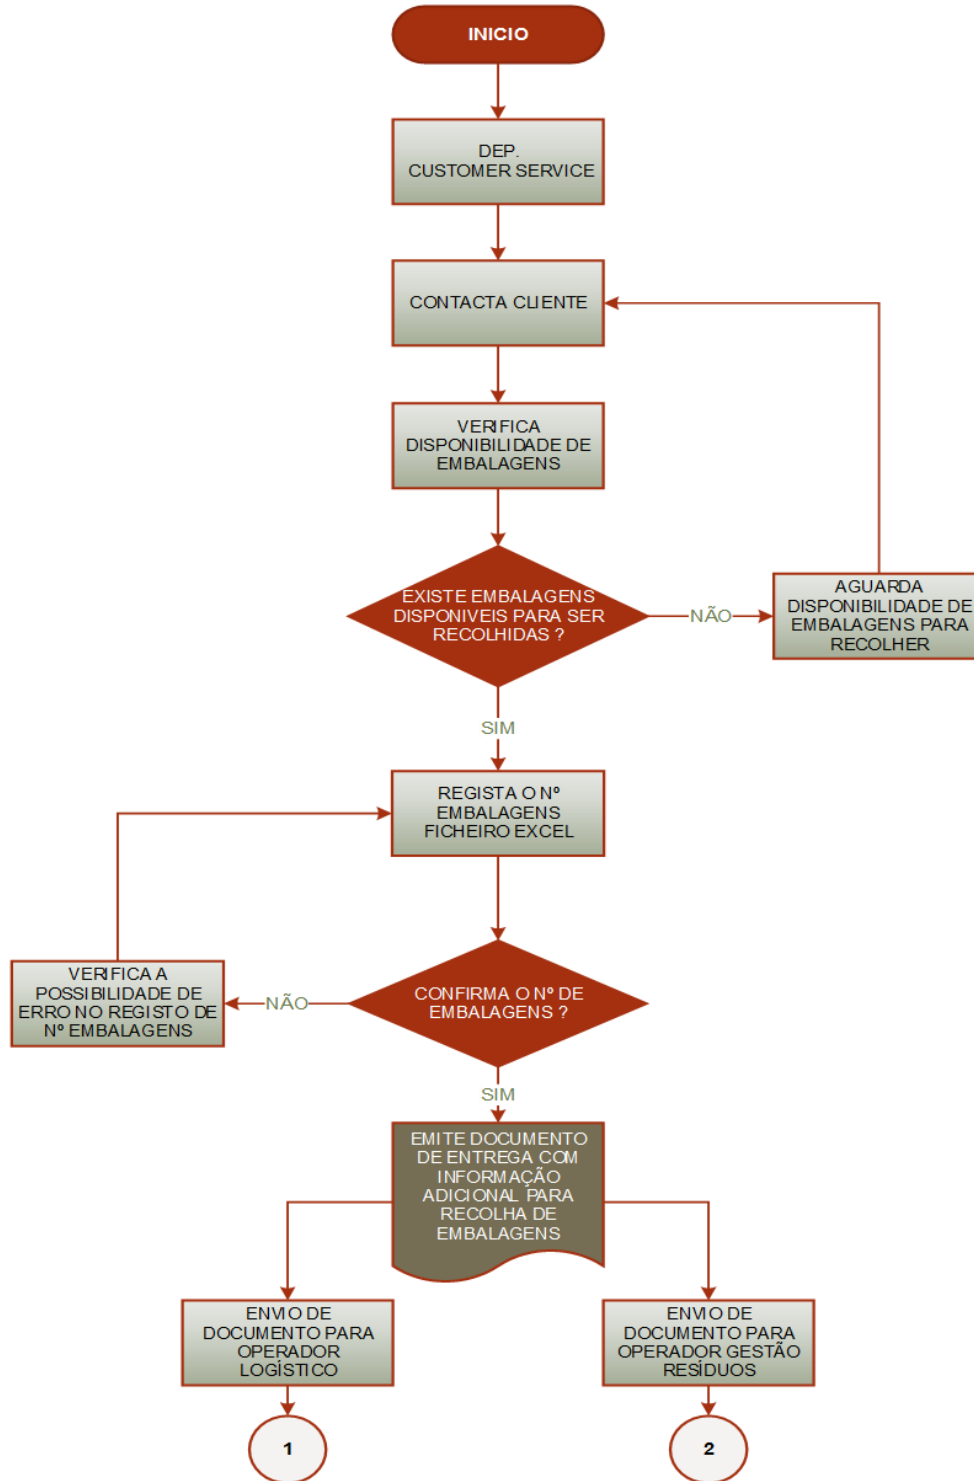 INICIO
DEP.
CUSTOMER SERVICE
CONTACTA CLIENTE
VERIFICA
DISPONIBILIDADE DE
EMBALAGENS
EXISTE EMBALAGENS
DISPONIVEIS PARA SER
RECOLHIDAS ?
NÃO
AGUARDA
DISPONIBILIDADE DE
EMBALAGENS PARA
RECOLHER
SIM
REGISTA O Nº
EMBALAGENS
FICHEIRO EXCEL
CONFIRMA O Nº DE
EMBALAGENS ?
NÃO
VERIFICA A
POSSIBILIDADE DE
ERRO NO REGISTO DE
Nº EMBALAGENS
SIM
EMITE DOCUMENTO
DE ENTREGA COM
INFORMAÇÃO
ADICIONAL PARA
RECOLHA DE
EMBALAGENS
ENVIO DE
DOCUMENTO PARA
OPERADOR
LOGÍSTICO
ENVIO DE
DOCUMENTO PARA
OPERADOR GESTÃO
RESÍDUOS
1
2